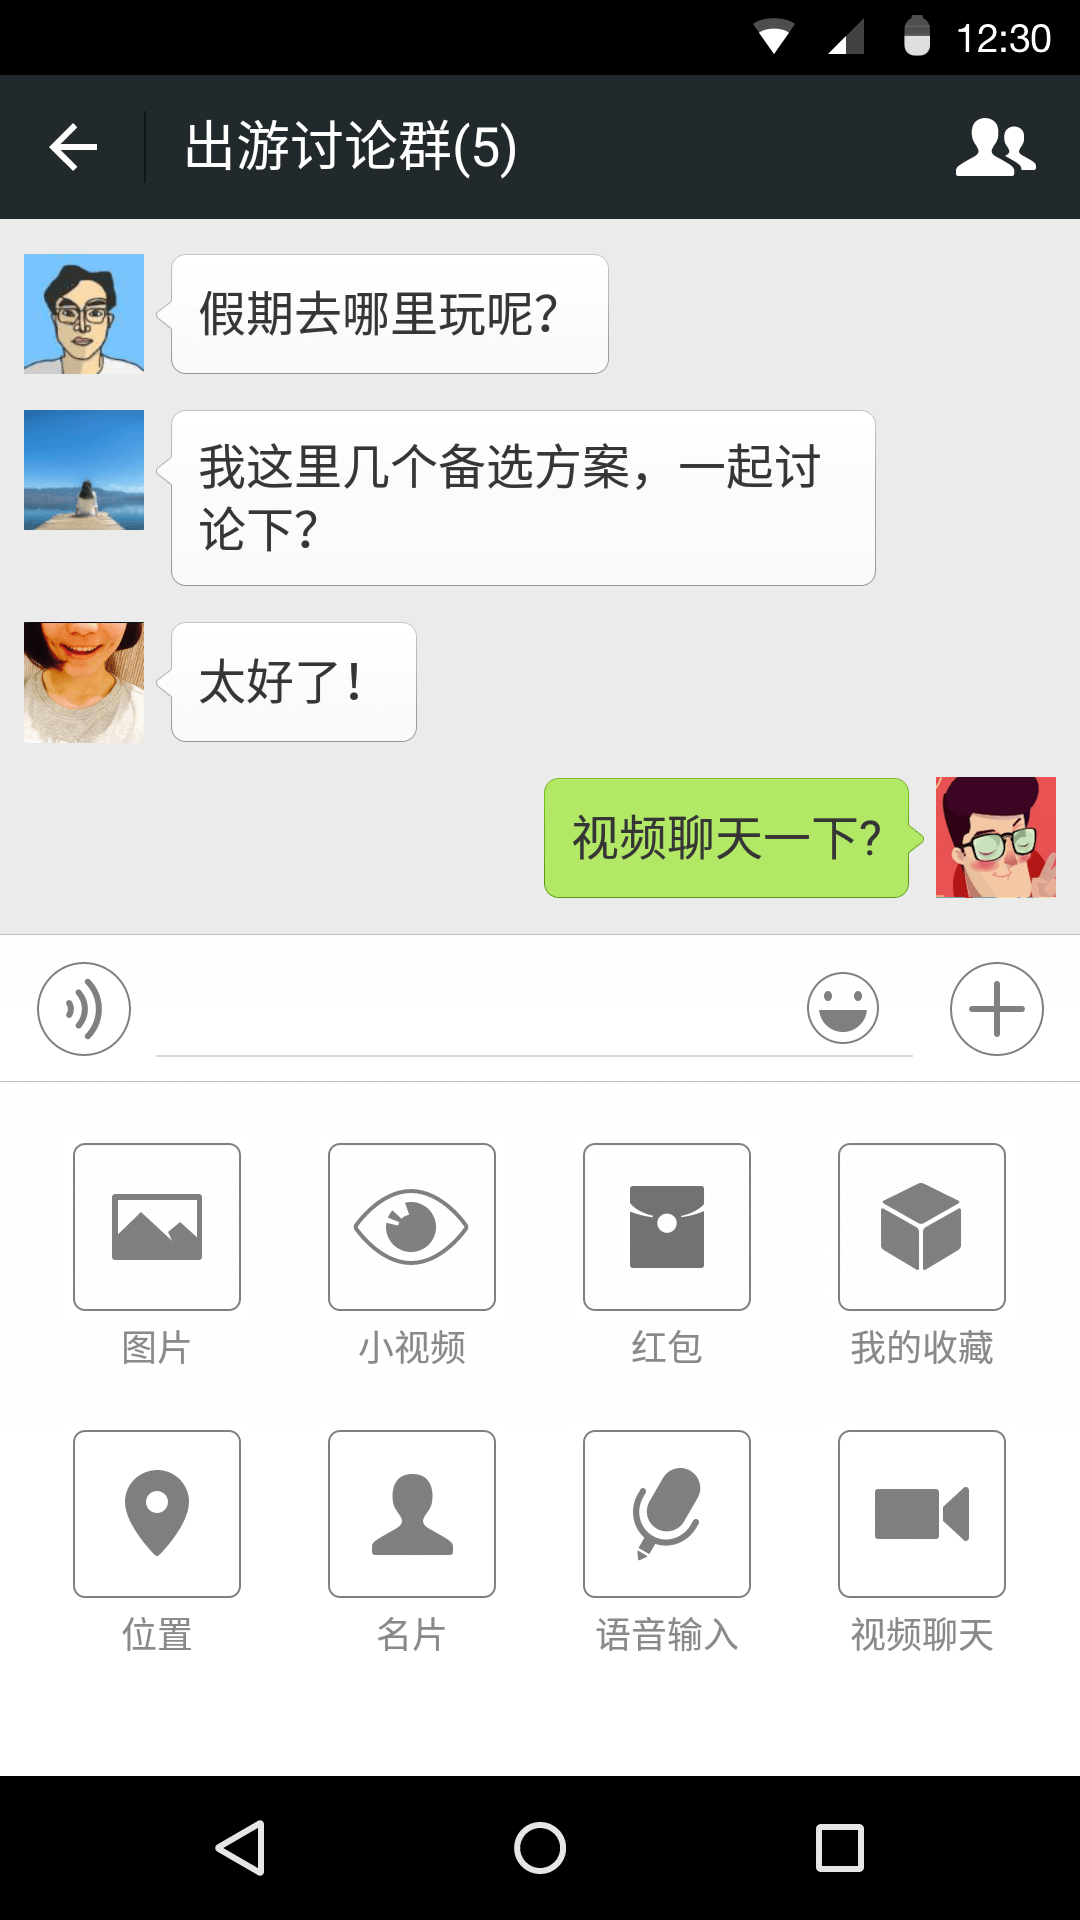 12:30
出游讨论群(5)
假期去哪里玩呢?
我这里几个备选方案，一起讨
论下?
太好了!
视频聊天一下?
图片
小视频
红包
我的收藏
位置
名片
语音输入
视频聊天